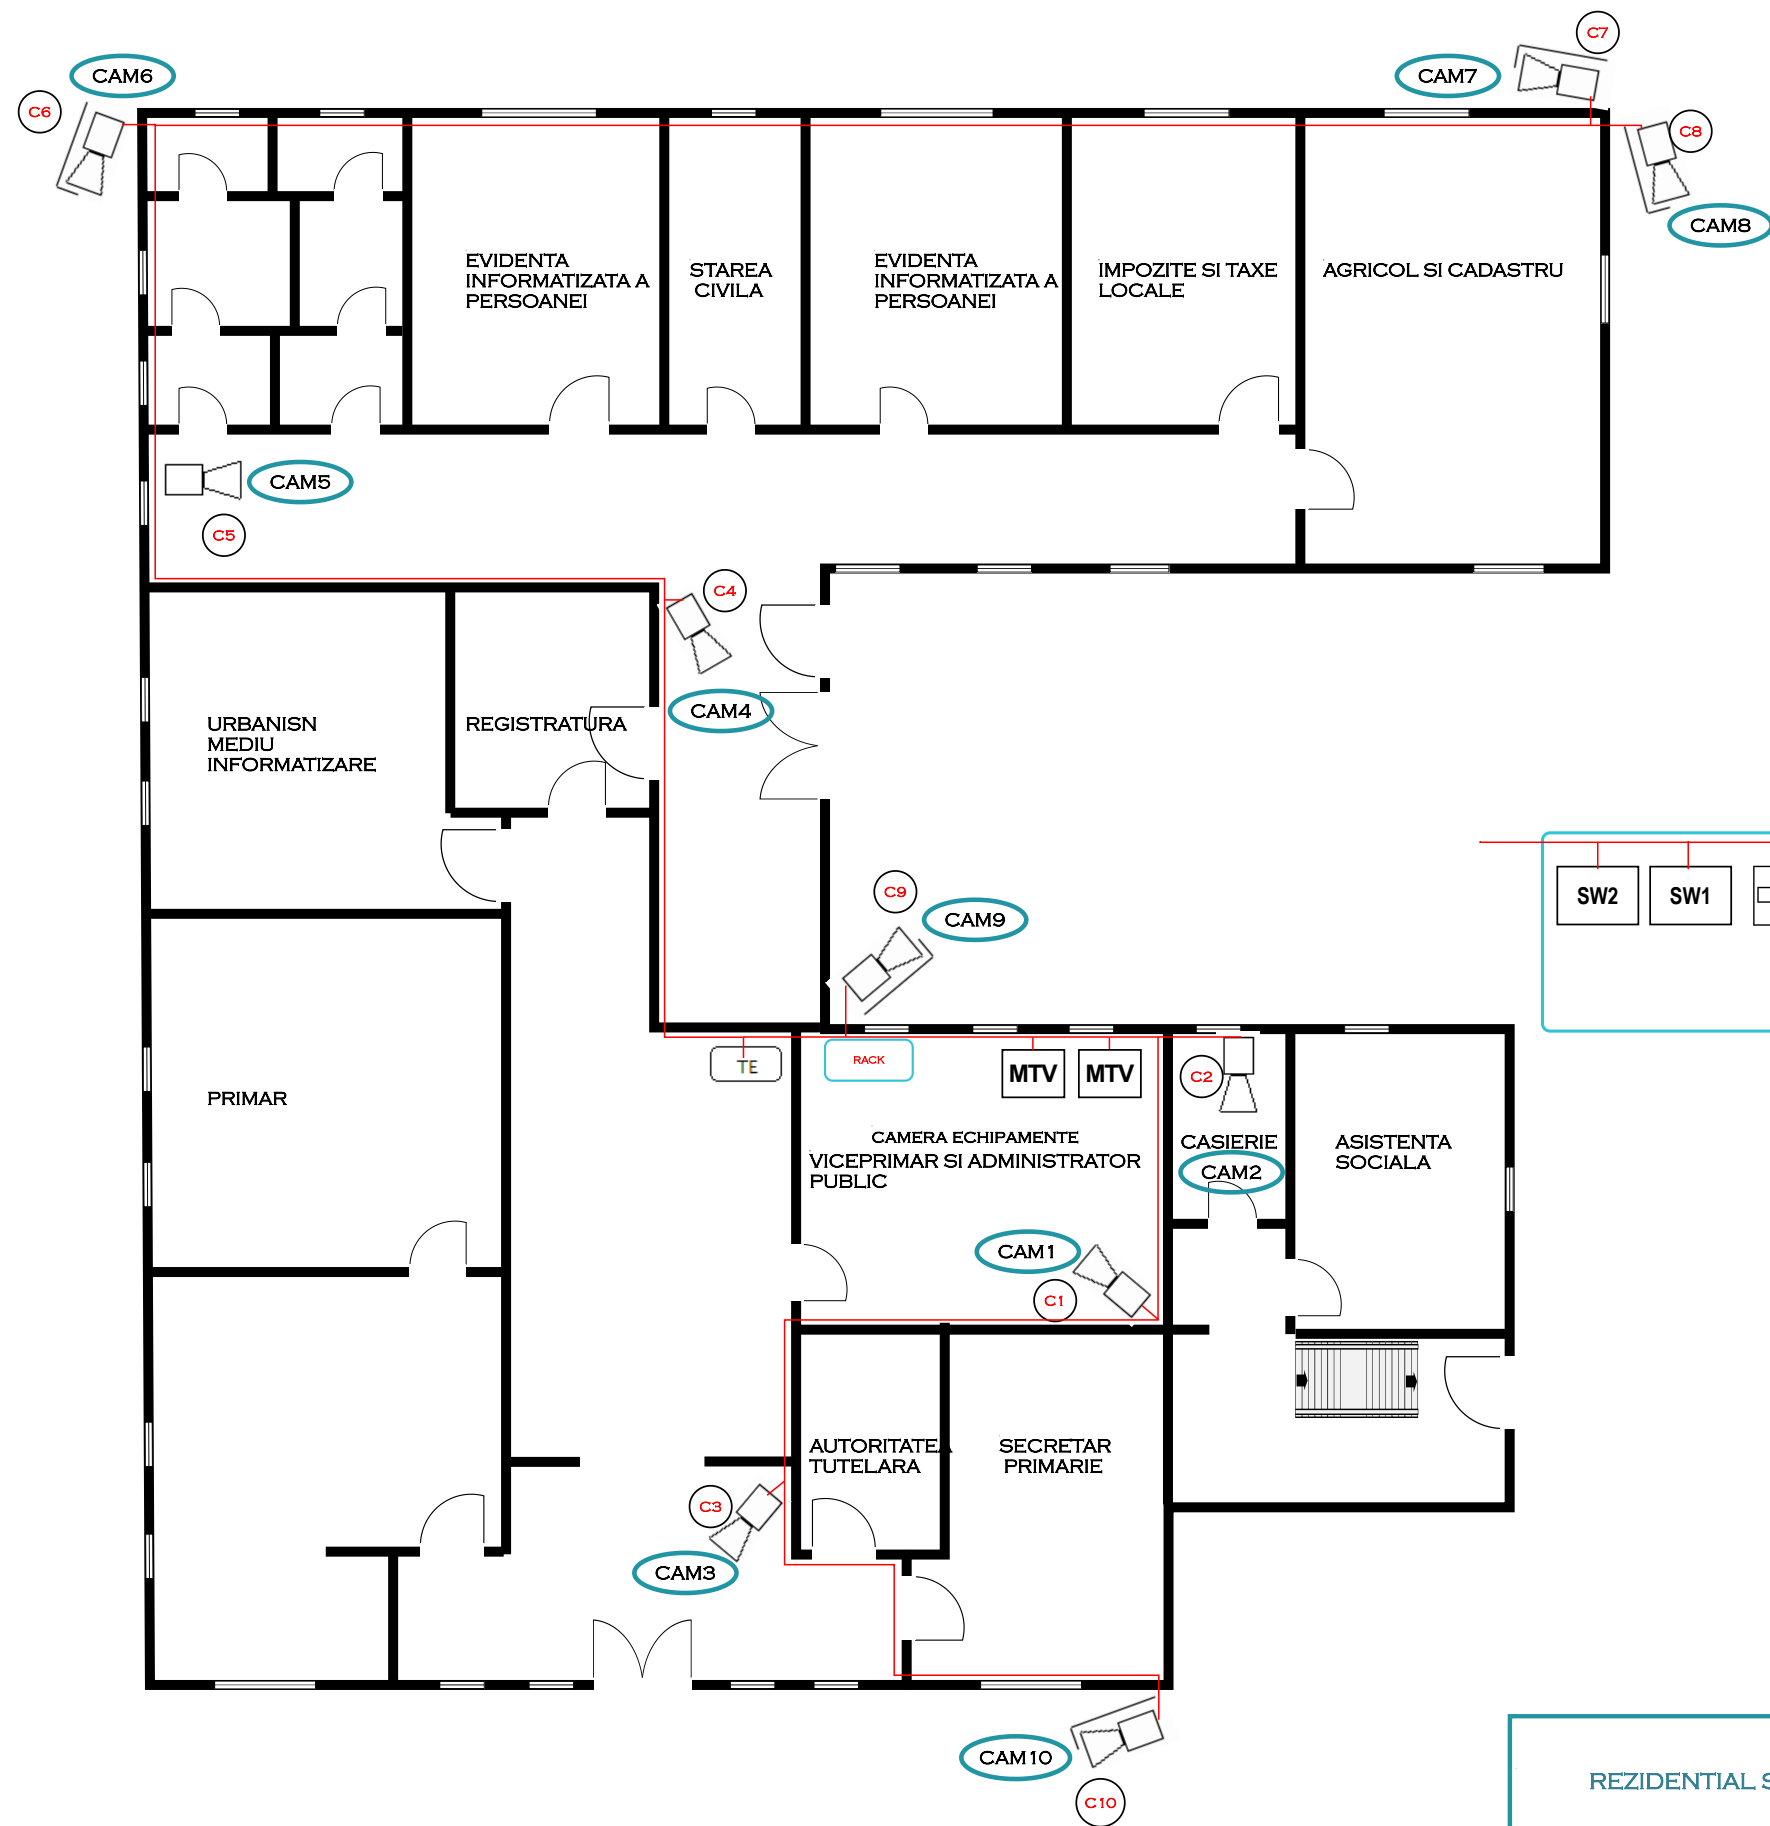 C7
CAM6
CAM7
C6
C8
CAM8
EVIDENTA
INFORMATIZATA A
PERSOANEI
STAREA
CIVILA
EVIDENTA
INFORMATIZATA A
PERSOANEI
IMPOZITE SI TAXE
LOCALE
AGRICOL SI CADASTRU
CAM5
C5
C4
CAM4
URBANISN
MEDIU
INFORMATIZARE
REGISTRATURA
C9
CAM9
SW2
SW1
TE
RACK
MTV
MTV
C2
PRIMAR
CAMERA ECHIPAMENTE
VICEPRIMAR SI ADMINISTRATOR
PUBLIC
CASIERIE
CAM2
ASISTENTA
SOCIALA
CAM1
C1
AUTORITATEA
TUTELARA
SECRETAR
PRIMARIE
C3
CAM3
CAM10
C10
REZIDENTIAL S